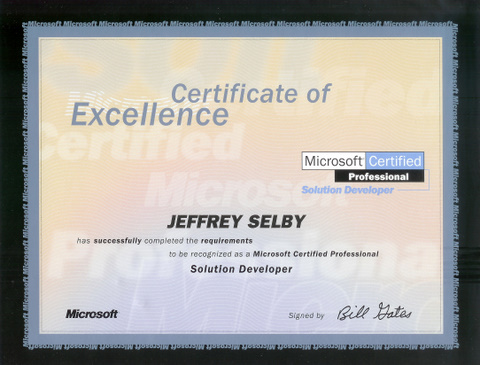 Certificate of
Excellence
Microsoft Certified
Professional
Solution Developer
JEFFREY SELBY
has successfully completed the requirements
to be recognized as a Microsoft Certified Professional
Solution Developer
Microsoft
Signed by Bill Gates